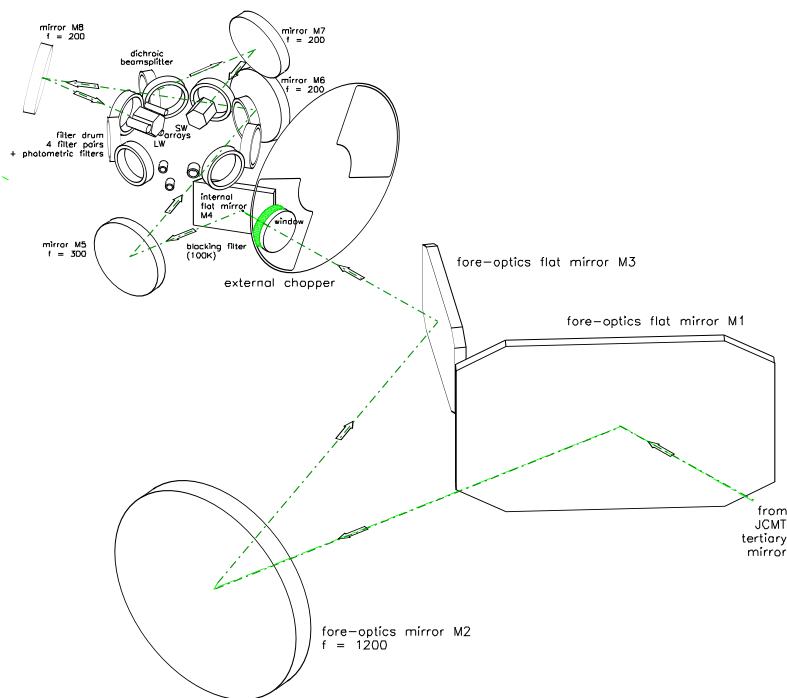 mirror M8
f = 200
mirror M7
f = 200
dichroic
beamsplitter
mirror M6
f = 200
SW
arrays
LW
filter drum
4 filter pairs
+ photometric filters
internal
flat mirror
M4
window
mirror M5
f = 300
blacking filter
(100K)
external chopper
fore-optics flat mirror M3
fore-optics flat mirror M1
from
JCMT
tertiary
mirror
fore-optics mirror M2
f = 1200